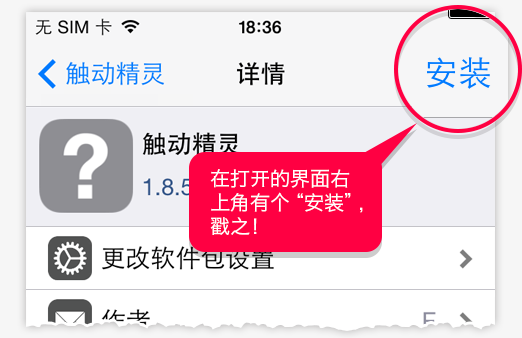 无 SIM 卡 18:36
触动精灵 详情 安装
触动精灵
1.8.5
在打开的界面右
上角有个“安装”，
戳之！
更改软件包设置
作者